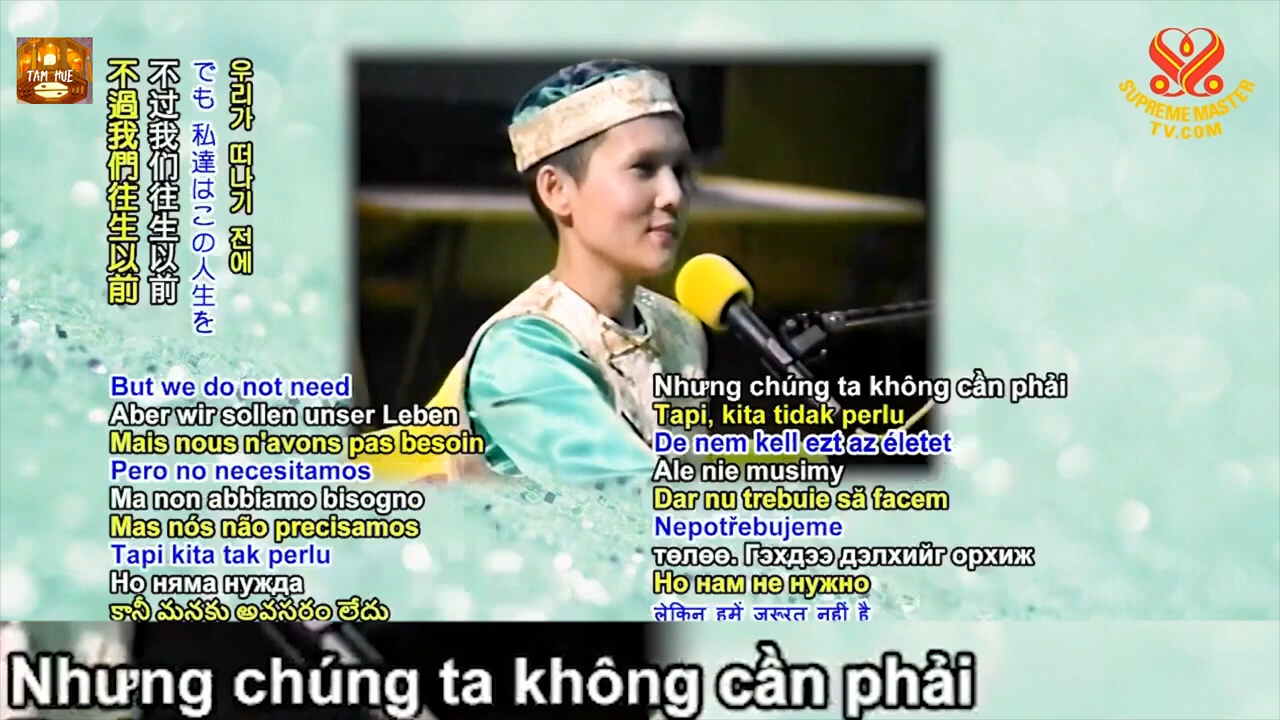 TAM HUE
不過我們往生以前
不过我们往生以前
でも 私達はこの人生を
우리가 떠나기 전에
SUPREME MASTER
TV.COM
But we do not need
Aber wir sollen unser Leben
Mais nous n'avons pas besoin
Pero no necesitamos
Ma non abbiamo bisogno
Mas nós não precisamos
Tapi kita tak perlu
Но няма нужда
కానీ మనకు అవసరం లేదు
Nhưng chúng ta không cần phải
Tapi, kita tidak perlu
De nem kell ezt az életet
Ale nie musimy
Dar nu trebuie să facem
Nepotřebujeme
төлөө. Гэхдээ дэлхийг орхиж
Но нам не нужно
लेकिन हमें जरूरत नहीं है
Nhưng chúng ta không cần phải